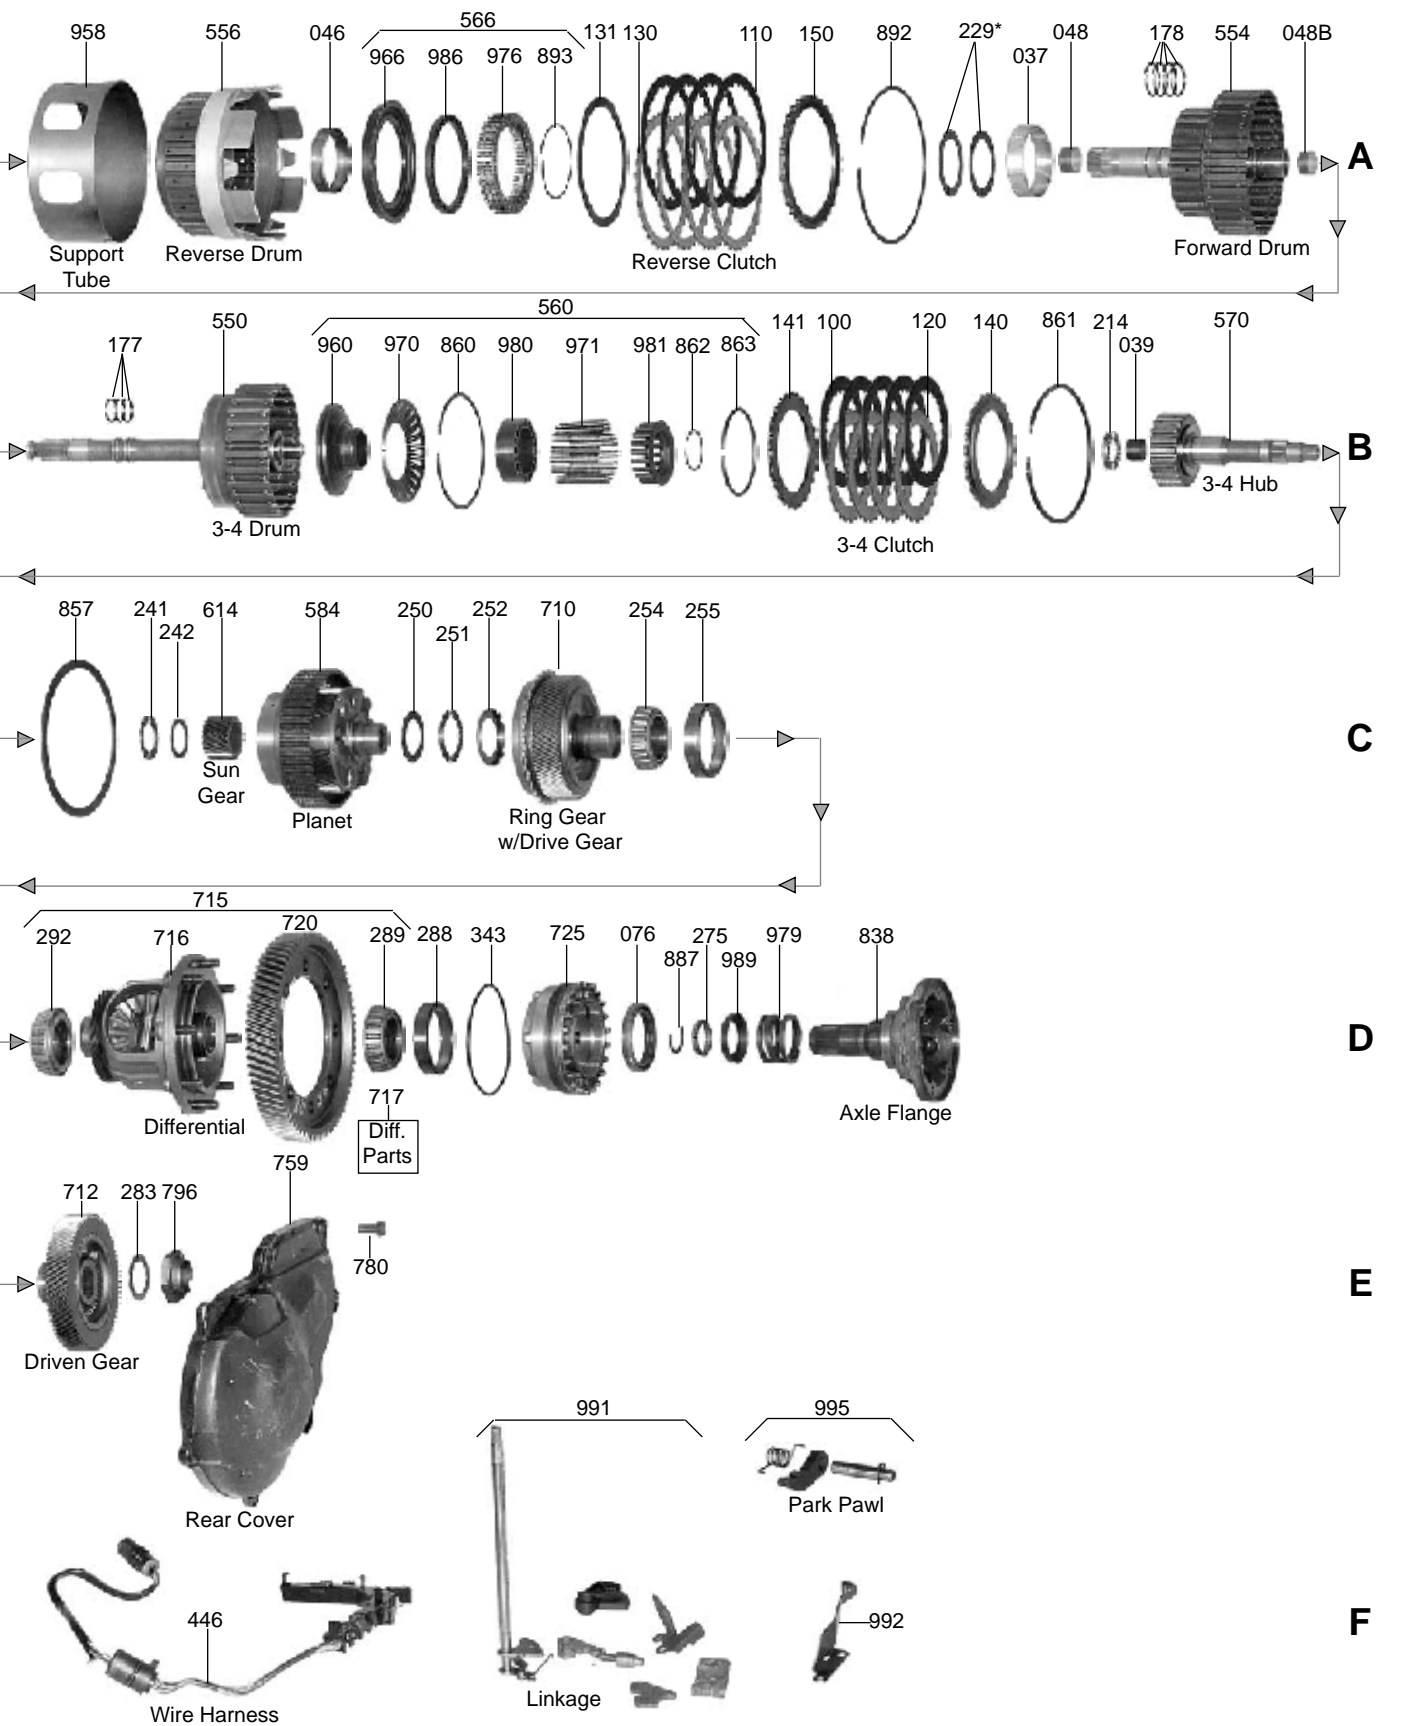 566
958 556 046 131 130 110 150 892 229* 048 178 554 048B
966 986 976 893 037
A
Support
Tube
Reverse Drum
Reverse Clutch
Forward Drum
560
550 141 100 120 140 861 214 570
177 960 970 860 980 971 981 862 863 039
B
3-4 Drum
3-4 Clutch
3-4 Hub
857 241 614 584 250 252 710 254 255
242 251
C
Sun
Gear
Planet
Ring Gear
w/Drive Gear
715
720
292 716 289 288 343 725 076 275 979 838
887 989
D
717
Diff.
Parts
Differential
Axle Flange
759
712 283 796
780
E
Driven Gear
Rear Cover
991 995
Park Pawl
446
992
F
Linkage
Wire Harness